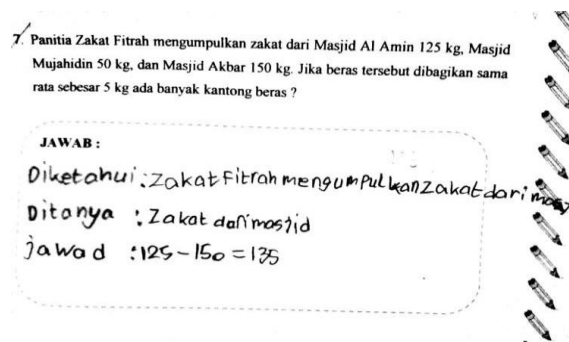 7. Panitia Zakat Fitrah mengumpulkan zakat dari Masjid Al Amin 125 kg, Masjid
Mujahidin 50 kg, dan Masjid Akbar 150 kg. Jika beras tersebut dibagikan sama
rata sebesar 5 kg ada banyak kantong beras ?
JAWAB :
Diketahui : Zakat Fitrah mengumpulkan zakat dari
Ditanya : Zakat dari masjid
jawad : 125 - 150 = 135